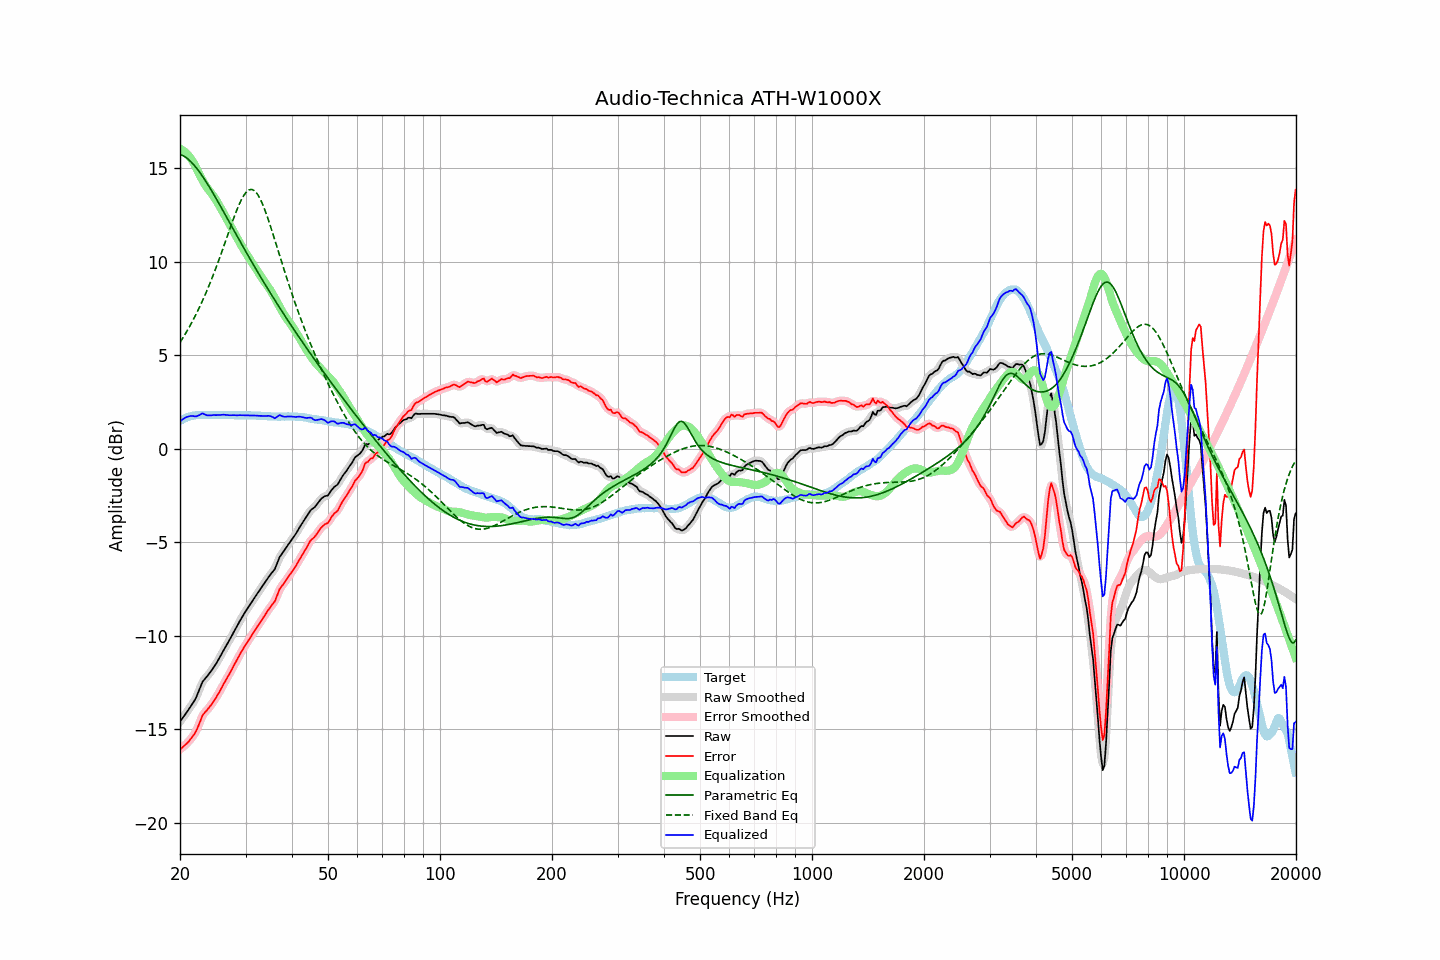 Audio-Technica ATH-W1000X
Amplitude (dBr)
15
10
5
0
−5
−10
−15
−20
Target
Raw Smoothed
Error Smoothed
Raw
Error
Equalization
Parametric Eq
Fixed Band Eq
Equalized
20 50 100 200 500 1000 2000 5000 10000 20000
Frequency (Hz)